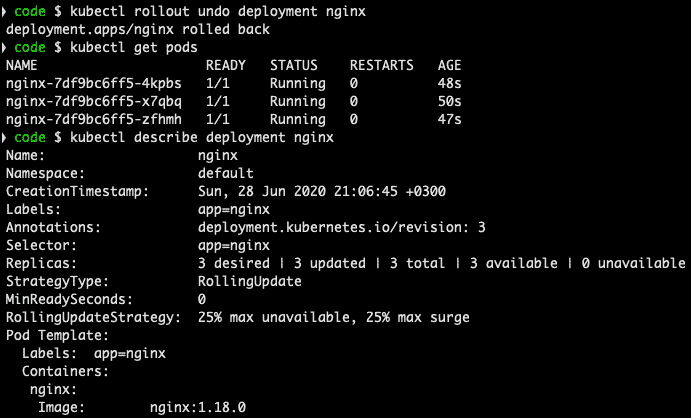 code $ kubectl rollout undo deployment nginx
deployment.apps/nginx rolled back
code $ kubectl get pods
NAME READY STATUS RESTARTS AGE
nginx-7df9bc6ff5-4kpbs 1/1 Running 0 48s
nginx-7df9bc6ff5-x7qbq 1/1 Running 0 50s
nginx-7df9bc6ff5-zfhmh 1/1 Running 0 47s
code $ kubectl describe deployment nginx
Name: nginx
Namespace: default
CreationTimestamp: Sun, 28 Jun 2020 21:06:45 +0300
Labels: app=nginx
Annotations: deployment.kubernetes.io/revision: 3
Selector: app=nginx
Replicas: 3 desired | 3 updated | 3 total | 3 available | 0 unavailable
StrategyType: RollingUpdate
MinReadySeconds: 0
RollingUpdateStrategy: 25% max unavailable, 25% max surge
Pod Template:
Labels: app=nginx
Containers:
nginx:
Image: nginx:1.18.0